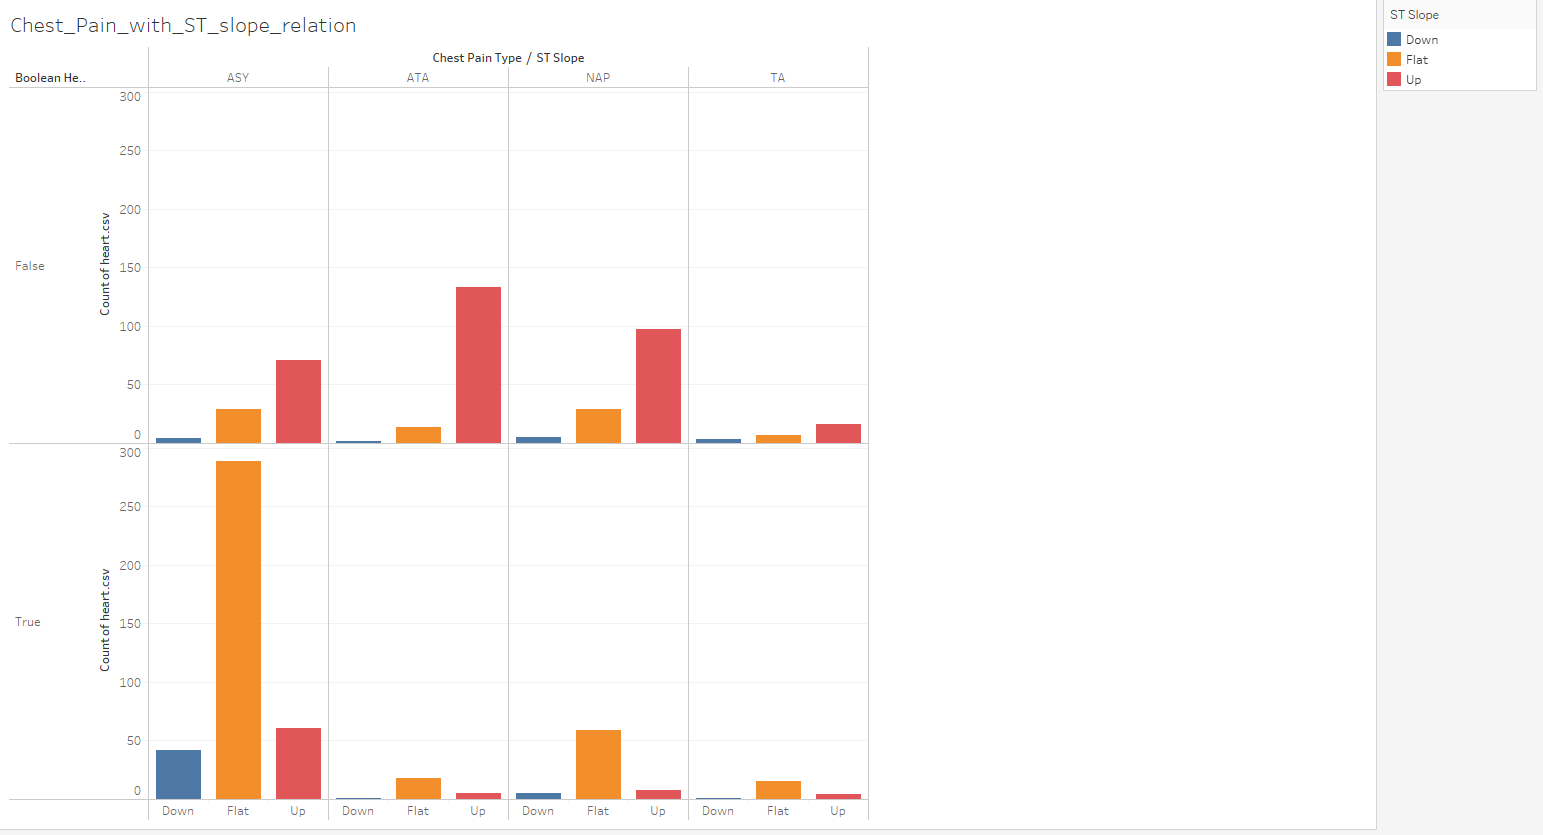 Chest_Pain_with_ST_slope_relation
ST Slope
Down
Flat
Up
Chest Pain Type / ST Slope
Boolean He.. ASY ATA NAP TA
300
250
200
150
100
50
0
Count of heart.csv
False
300
250
200
150
100
50
0
Count of heart.csv
True
Down Flat Up Down Flat Up Down Flat Up Down Flat Up